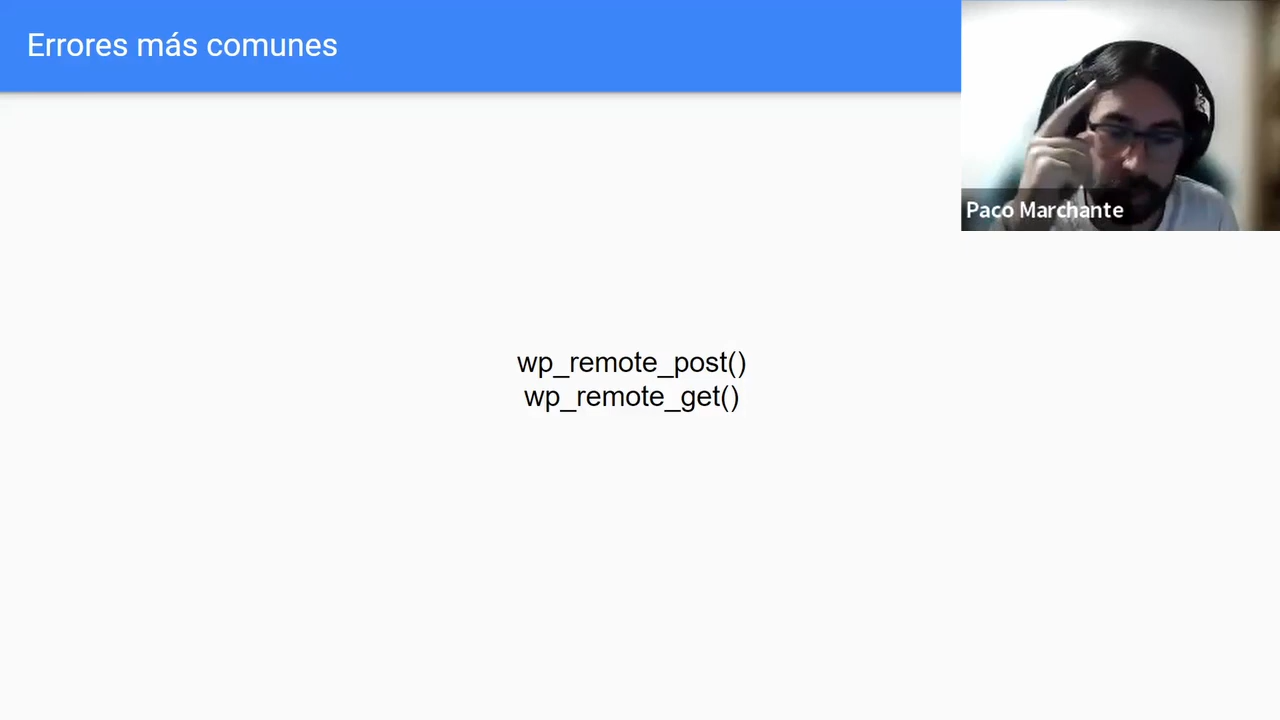 Errores más comunes
Paco Marchante
wp_remote_post()
wp_remote_get()